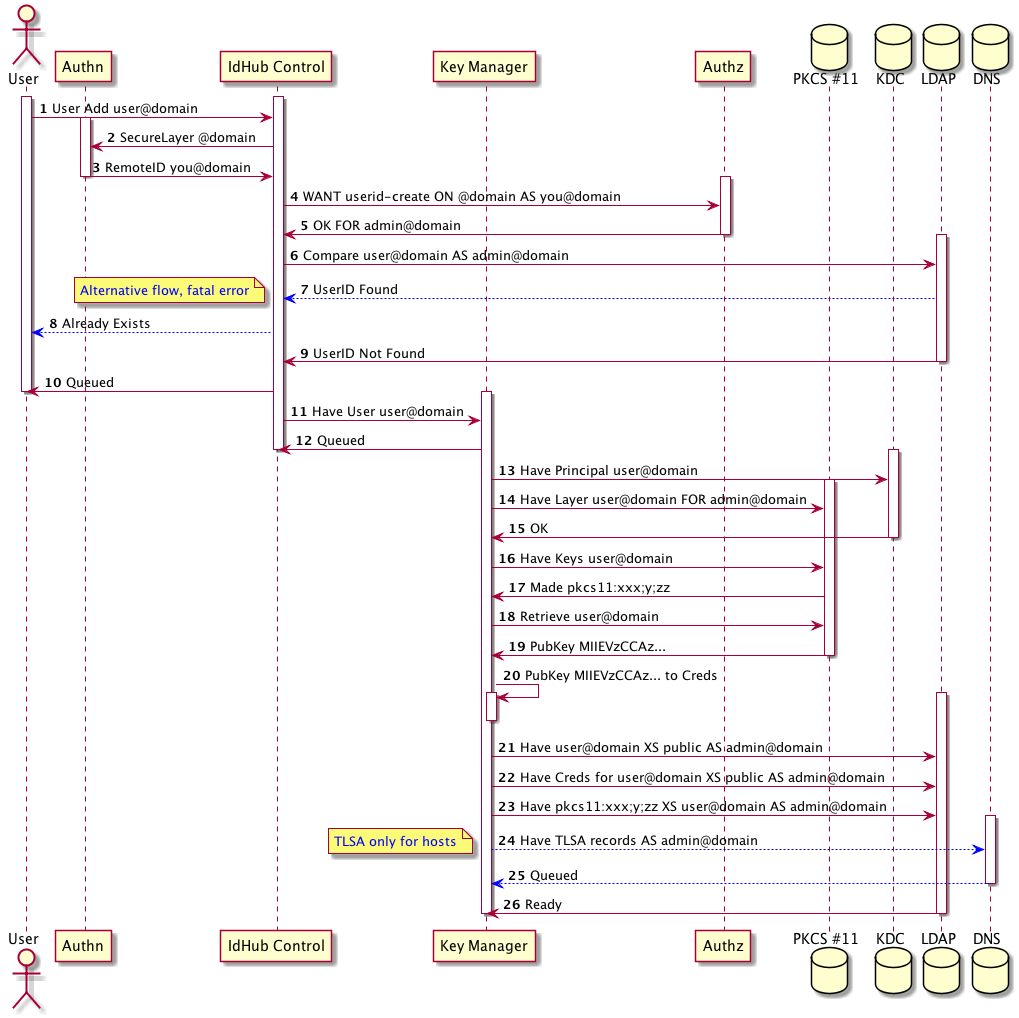 User
Authn
IdHub Control
Key Manager
Authz
PKCS #11
KDC
LDAP
DNS
1 User Add user@domain
2 SecureLayer @domain
3 RemoteID you@domain
4 WANT userid-create ON @domain AS you@domain
5 OK FOR admin@domain
6 Compare user@domain AS admin@domain
Alternative flow, fatal error
7 UserID Found
8 Already Exists
9 UserID Not Found
10 Queued
11 Have User user@domain
12 Queued
13 Have Principal user@domain
14 Have Layer user@domain FOR admin@domain
15 OK
16 Have Keys user@domain
17 Made pkcs11:xxx;y;zz
18 Retrieve user@domain
19 PubKey MIIEVzCCAz...
20 PubKey MIIEVzCCAz... to Creds
21 Have user@domain XS public AS admin@domain
22 Have Creds for user@domain XS public AS admin@domain
23 Have pkcs11:xxx;y;zz XS user@domain AS admin@domain
TLSA only for hosts
24 Have TLSA records AS admin@domain
25 Queued
26 Ready
User
Authn
IdHub Control
Key Manager
Authz
PKCS #11
KDC
LDAP
DNS